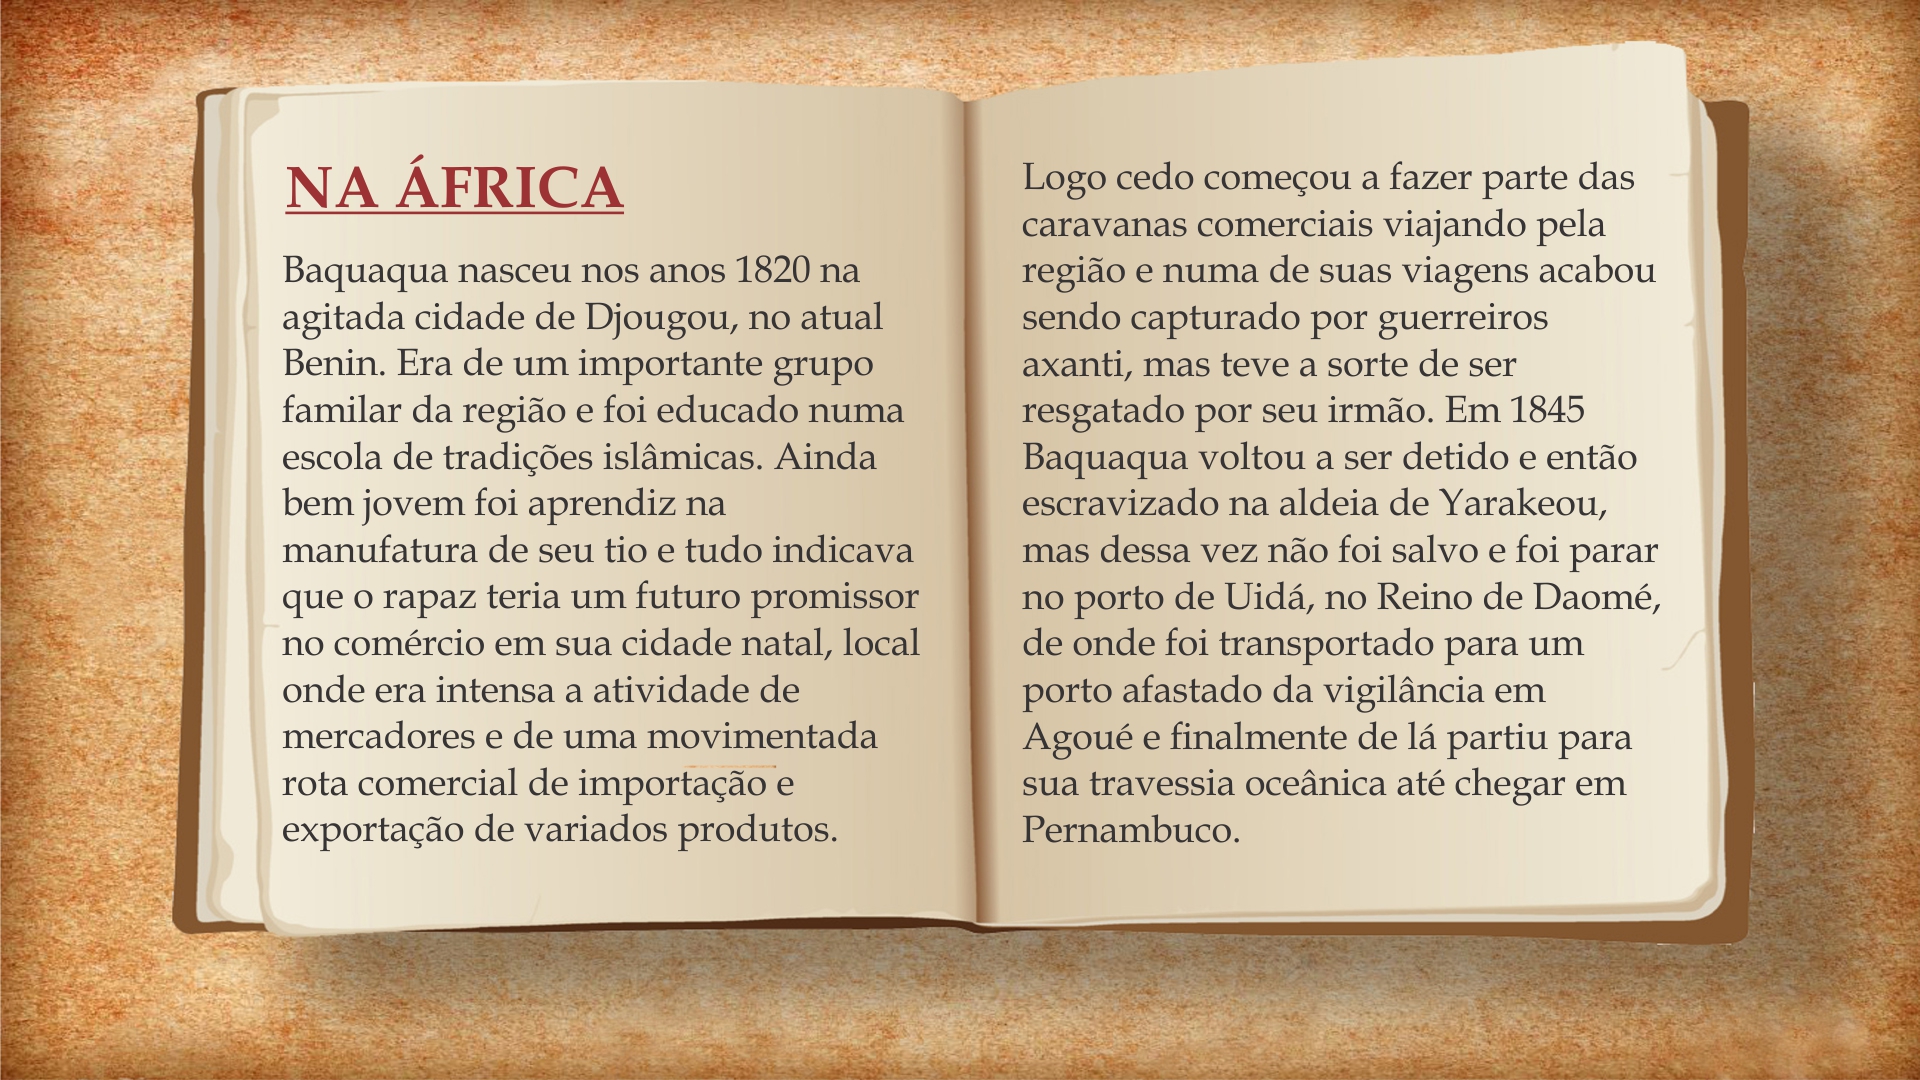 NA ÁFRICA
Baquaqua nasceu nos anos 1820 na
agitada cidade de Djougou, no atual
Benin. Era de um importante grupo
familar da região e foi educado numa
escola de tradições islâmicas. Ainda
bem jovem foi aprendiz na
manufatura de seu tio e tudo indicava
que o rapaz teria um futuro promissor
no comércio em sua cidade natal, local
onde era intensa a atividade de
mercadores e de uma movimentada
rota comercial de importação e
exportação de variados produtos.
Logo cedo começou a fazer parte das
caravanas comerciais viajando pela
região e numa de suas viagens acabou
sendo capturado por guerreiros
axanti, mas teve a sorte de ser
resgatado por seu irmão. Em 1845
Baquaqua voltou a ser detido e então
escravizado na aldeia de Yarakeou,
mas dessa vez não foi salvo e foi parar
no porto de Uidá, no Reino de Daomé,
de onde foi transportado para um
porto afastado da vigilância em
Agoué e finalmente de lá partiu para
sua travessia oceânica até chegar em
Pernambuco.